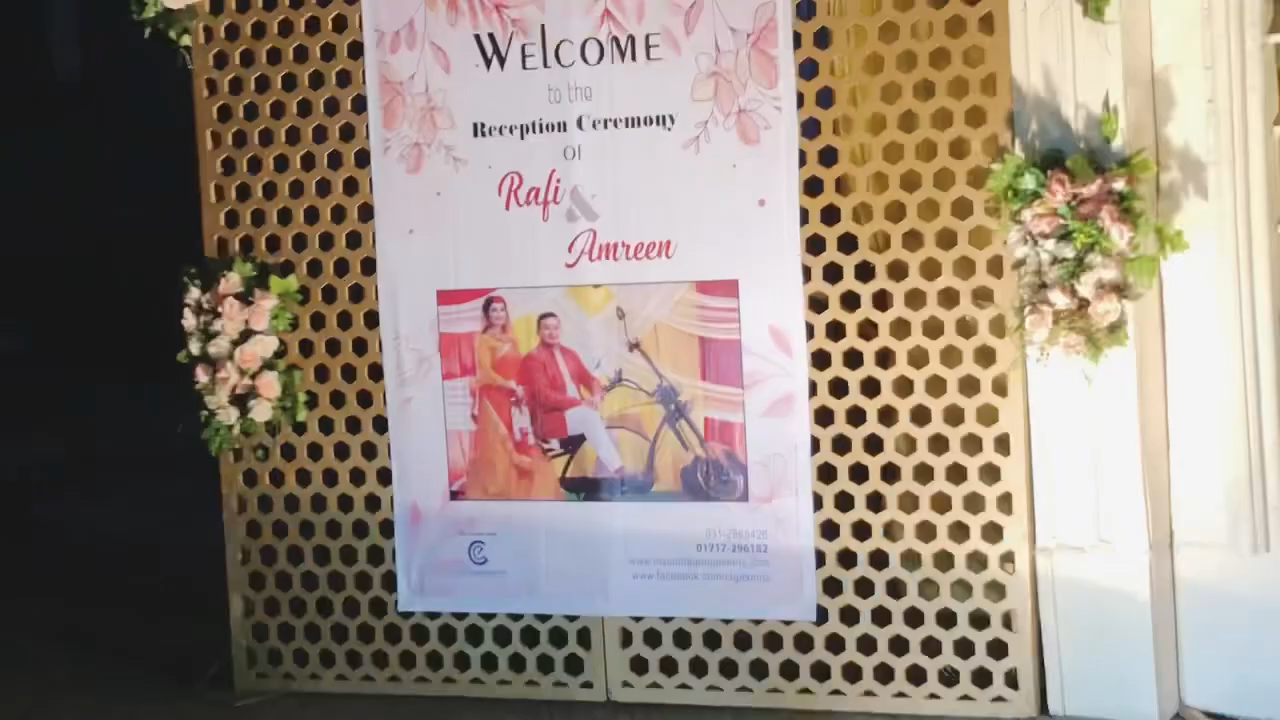 WELCOME
to the
Reception Ceremony
Of
Rafi &
Amreen
01717-296182